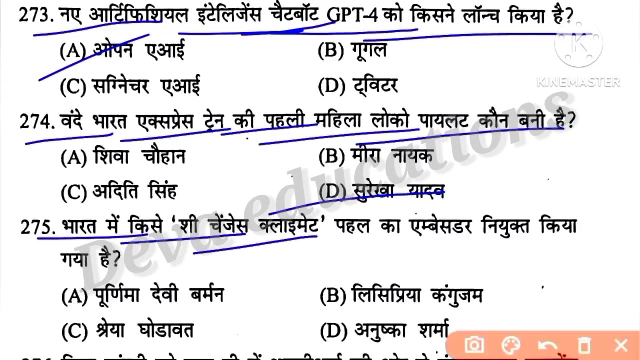 273. नए आर्टिफिशियल इंटेलिजेंस चैटबॉट GPT-4 को किसने लॉन्च किया है?
(A) ओपन एआई (B) गूगल
(C) सग्निचर एआई (D) ट्विटर
274. वंदे भारत एक्सप्रेस ट्रेन की पहली महिला लोको पायलट कौन बनी है?
(A) शिवा चौहान (B) मीरा नायक
(C) अदिति सिंह (D) सुरेखा यादव
275. भारत में किसे 'शी चेंजेस क्लाइमेट' पहल का एम्बेसडर नियुक्त किया
गया है?
(A) पूर्णिमा देवी बर्मन (B) लिसिप्रिया कंगुजम
(C) श्रेया घोडावत (D) अनुष्का शर्मा
Deva educations
KINEMASTER